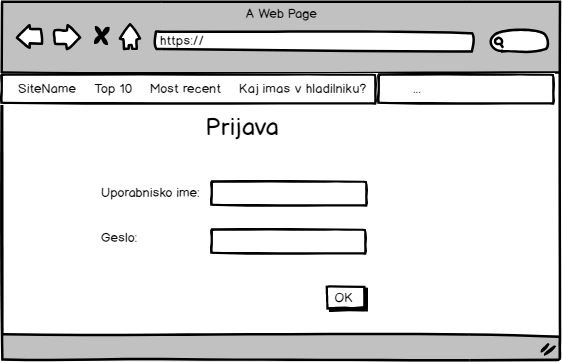 A Web Page
https://
SiteName Top 10 Most recent Kaj imas v hladilniku? ...
Prijava
Uporabnisko ime:
Geslo:
OK